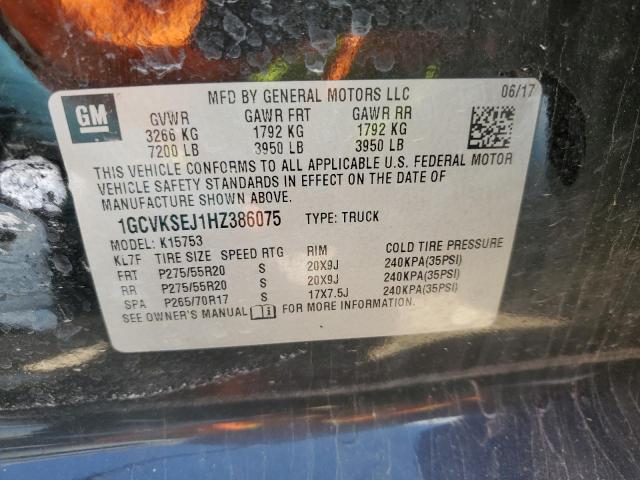 GM
MFD BY GENERAL MOTORS LLC
06/17
GVWR GAWR FRT GAWR RR
3266 KG 1792 KG 1792 KG
7200 LB 3950 LB 3950 LB
THIS VEHICLE CONFORMS TO ALL APPLICABLE U.S. FEDERAL MOTOR
VEHICLE SAFETY STANDARDS IN EFFECT ON THE DATE OF
MANUFACTURE SHOWN ABOVE.
1GCVKSEJ1HZ386075 TYPE: TRUCK
MODEL: K15753
KL7F TIRE SIZE SPEED RTG RIM COLD TIRE PRESSURE
FRT P275/55R20 S 20X9J 240KPA(35PSI)
RR P275/55R20 S 20X9J 240KPA(35PSI)
SPA P265/70R17 S 17X7.5J 240KPA(35PSI)
SEE OWNER'S MANUAL FOR MORE INFORMATION.